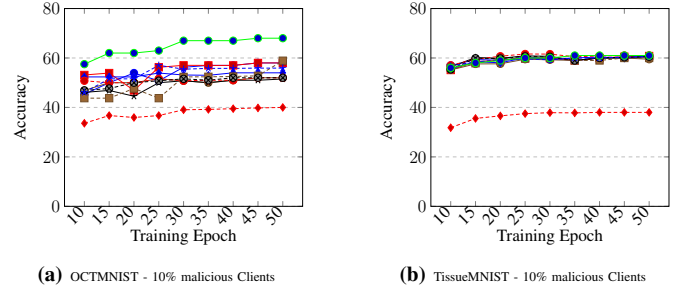 80
60
40
20
0
Accuracy
10 15 20 25 30 35 40 45 50
Training Epoch
(a) OCTMNIST - 10% malicious Clients
80
60
40
20
0
Accuracy
10 15 20 25 30 35 40 45 50
Training Epoch
(b) TissueMNIST - 10% malicious Clients